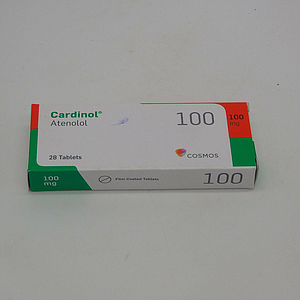 Cardinol®
Atenolol
100
100
mg
28 Tablets
COSMOS
100
mg
Film Coated Tablets
100